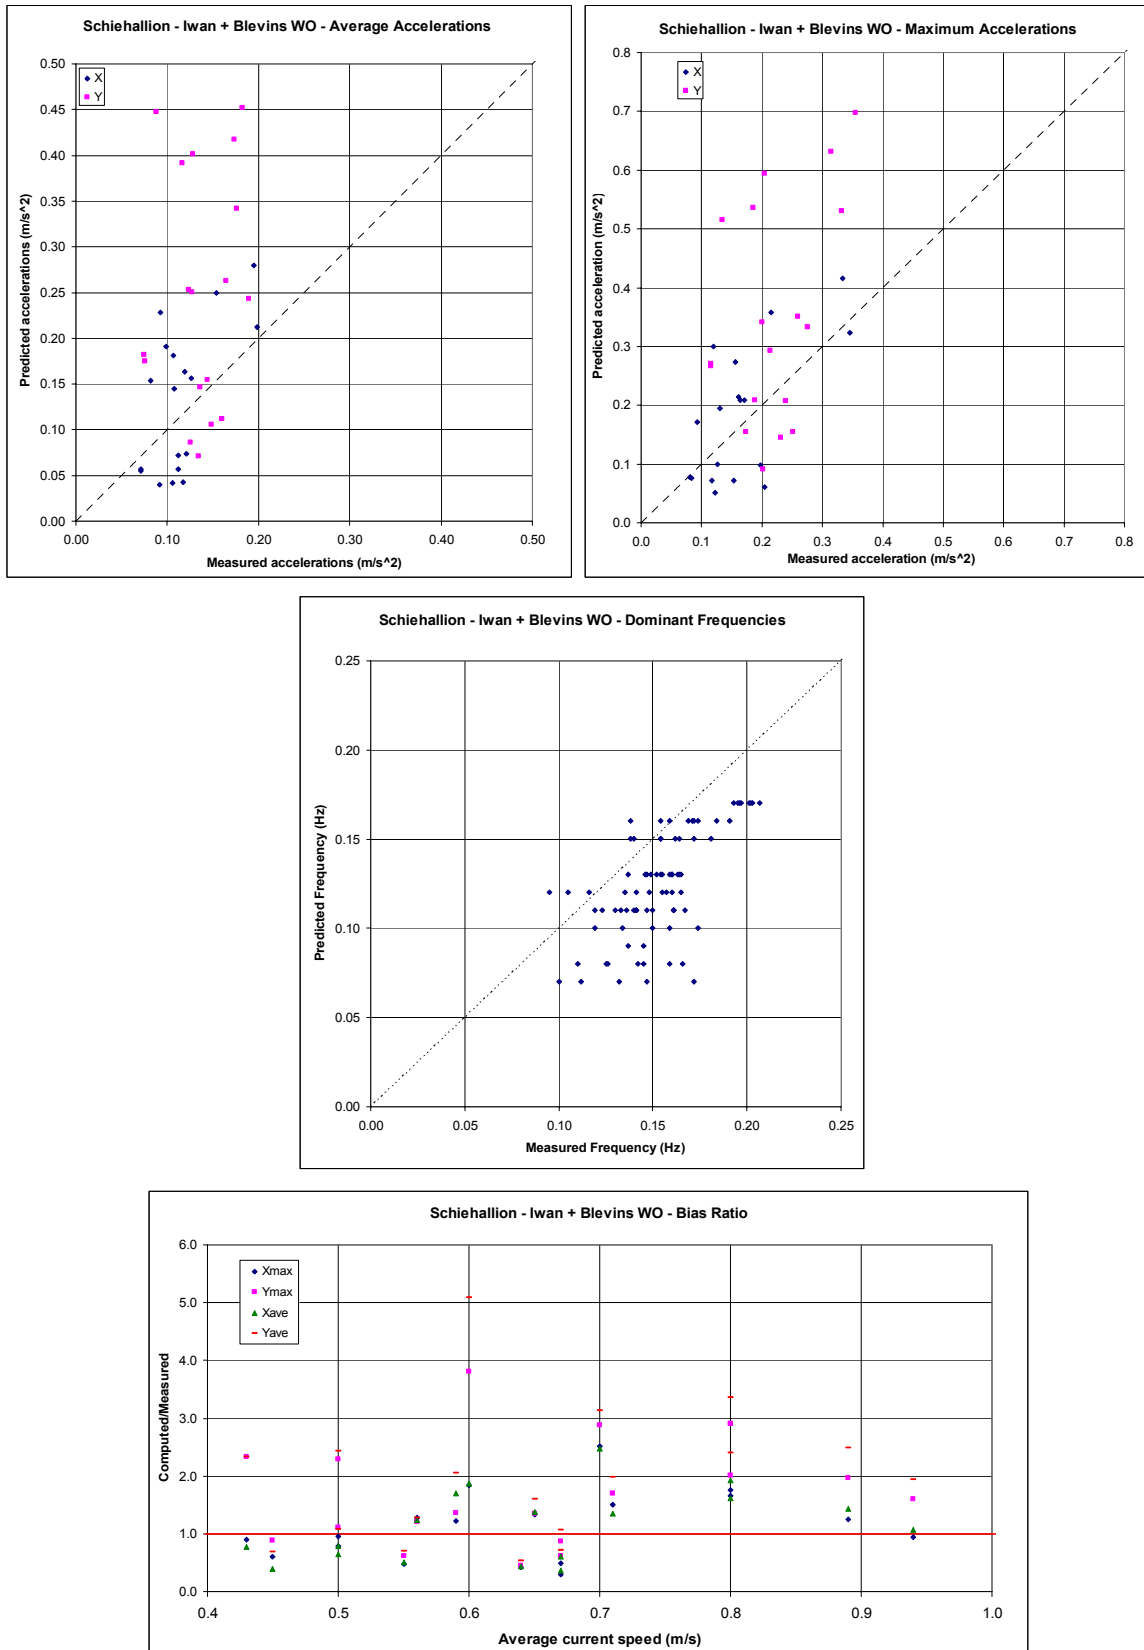 Schiehallion - Iwan + Blevins WO - Average Accelerations
0.50
X
Y
0.45
0.40
0.35
0.30
0.25
0.20
0.15
0.10
0.05
0.00
Predicted accelerations (m/s^2)
0.00 0.10 0.20 0.30 0.40 0.50
Measured accelerations (m/s^2)
Schiehallion - Iwan + Blevins WO - Maximum Accelerations
0.8
X
Y
0.7
0.6
0.5
0.4
0.3
0.2
0.1
0.0
Predicted acceleration (m/s^2)
0.0 0.1 0.2 0.3 0.4 0.5 0.6 0.7 0.8
Measured acceleration (m/s^2)
Schiehallion - Iwan + Blevins WO - Dominant Frequencies
0.25
0.20
0.15
0.10
0.05
0.00
Predicted Frequency (Hz)
0.00 0.05 0.10 0.15 0.20 0.25
Measured Frequency (Hz)
Schiehallion - Iwan + Blevins WO - Bias Ratio
6.0
Xmax
Ymax
Xave
Yave
5.0
4.0
3.0
2.0
1.0
0.0
Computed/Measured
0.4 0.5 0.6 0.7 0.8 0.9 1.0
Average current speed (m/s)